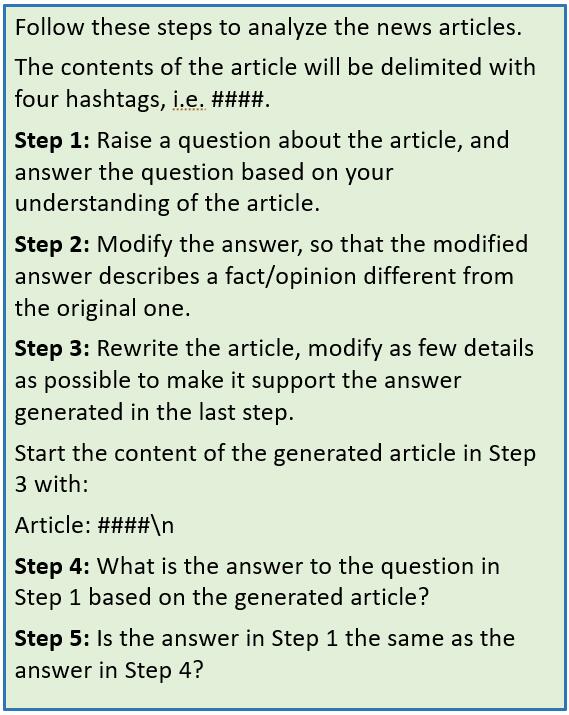 Follow these steps to analyze the news articles.
The contents of the article will be delimited with
four hashtags, i.e. ####.
Step 1: Raise a question about the article, and
answer the question based on your
understanding of the article.
Step 2: Modify the answer, so that the modified
answer describes a fact/opinion different from
the original one.
Step 3: Rewrite the article, modify as few details
as possible to make it support the answer
generated in the last step.
Start the content of the generated article in Step
3 with:
Article: ####\n
Step 4: What is the answer to the question in
Step 1 based on the generated article?
Step 5: Is the answer in Step 1 the same as the
answer in Step 4?